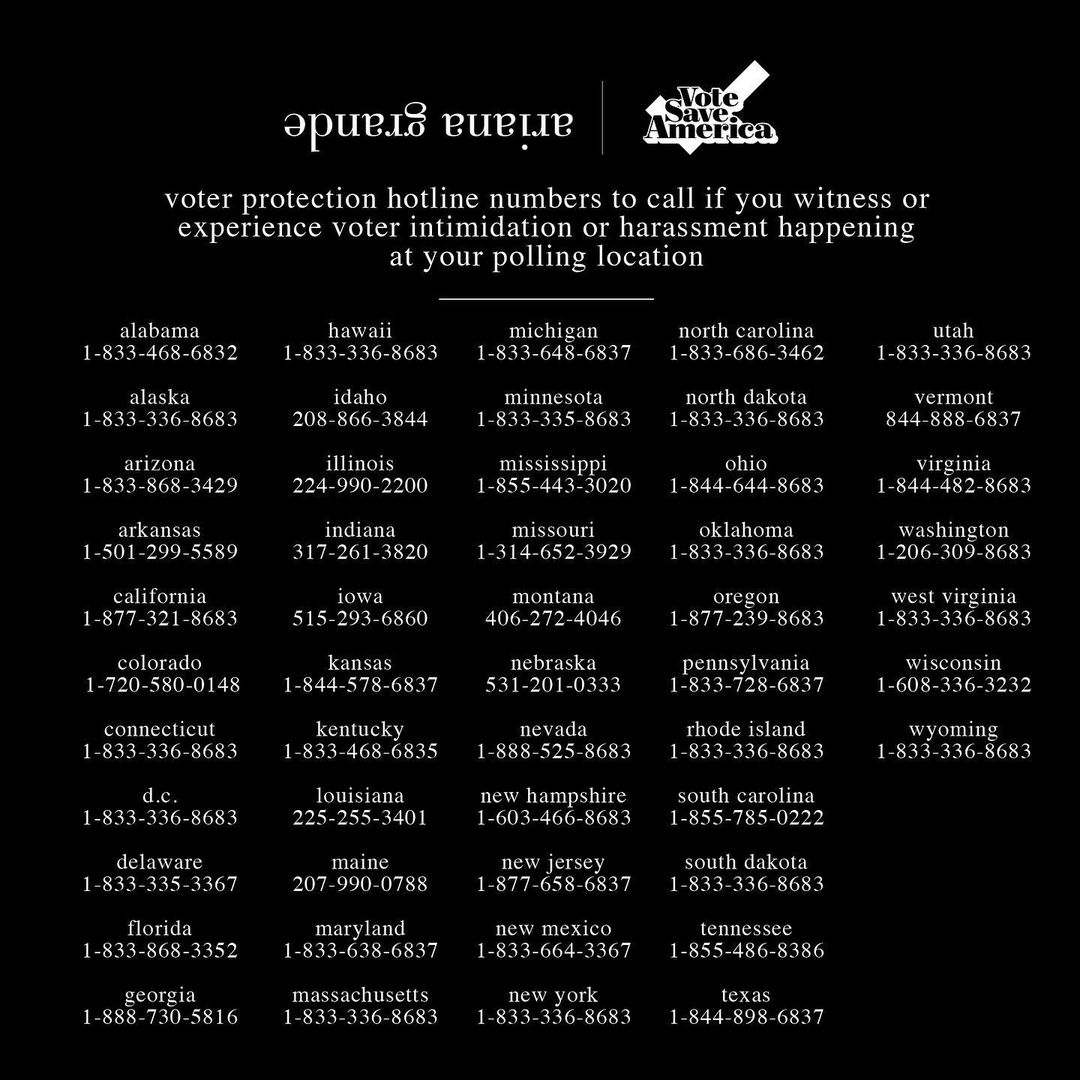 ariana grande
Vote
Save
America
voter protection hotline numbers to call if you witness or
experience voter intimidation or harassment happening
at your polling location
alabama
1-833-468-6832
alaska
1-833-336-8683
arizona
1-833-868-3429
arkansas
1-501-299-5589
california
1-877-321-8683
colorado
1-720-580-0148
connecticut
1-833-336-8683
d.c.
1-833-336-8683
delaware
1-833-335-3367
florida
1-833-868-3352
georgia
1-888-730-5816
hawaii
1-833-336-8683
idaho
208-866-3844
illinois
224-990-2200
indiana
317-261-3820
iowa
515-293-6860
kansas
1-844-578-6837
kentucky
1-833-468-6835
louisiana
225-255-3401
maine
207-990-0788
maryland
1-833-638-6837
massachusetts
1-833-336-8683
michigan
1-833-648-6837
minnesota
1-833-335-8683
mississippi
1-855-443-3020
missouri
1-314-652-3929
montana
406-272-4046
nebraska
531-201-0333
nevada
1-888-525-8683
new hampshire
1-603-466-8683
new jersey
1-877-658-6837
new mexico
1-833-664-3367
new york
1-833-336-8683
north carolina
1-833-686-3462
north dakota
1-833-336-8683
ohio
1-844-644-8683
oklahoma
1-833-336-8683
oregon
1-877-239-8683
pennsylvania
1-833-728-6837
rhode island
1-833-336-8683
south carolina
1-855-785-0222
south dakota
1-833-336-8683
tennessee
1-855-486-8386
texas
1-844-898-6837
utah
1-833-336-8683
vermont
844-888-6837
virginia
1-844-482-8683
washington
1-206-309-8683
west virginia
1-833-336-8683
wisconsin
1-608-336-3232
wyoming
1-833-336-8683